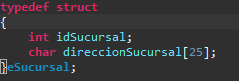 typedef struct
{
int idSucursal;
char direccionSucursal[25];
}eSucursal;